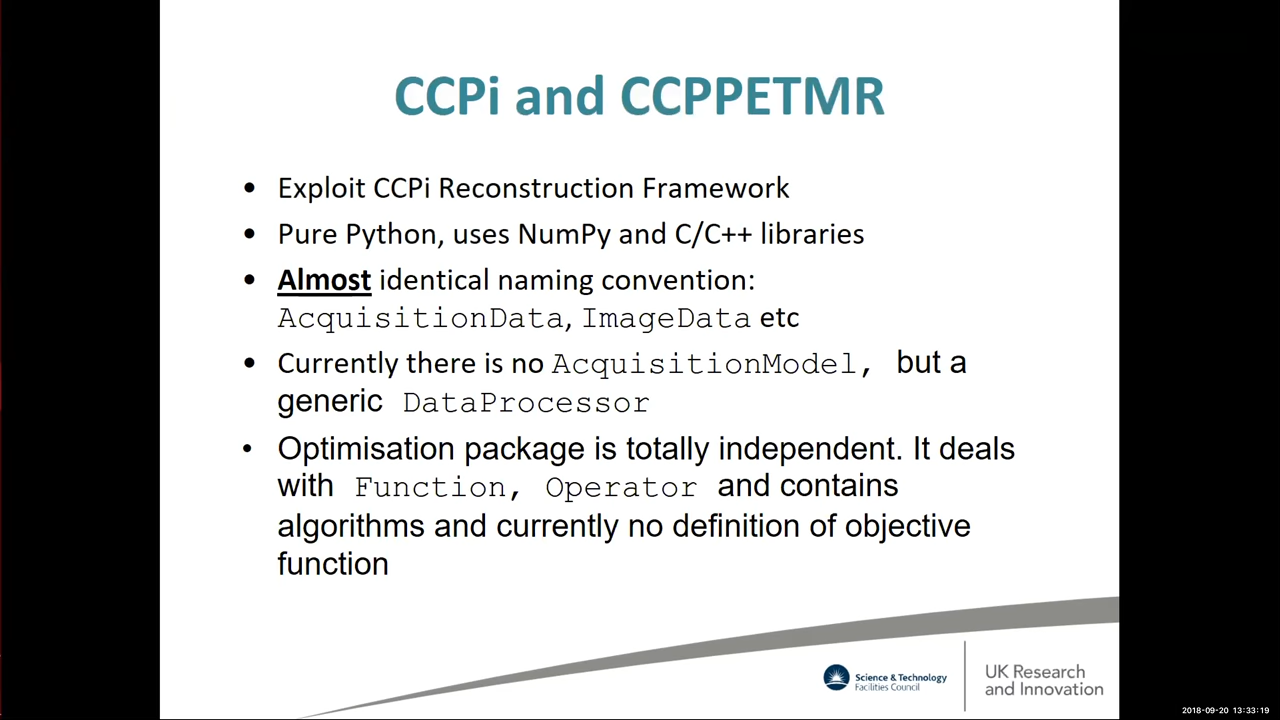 CCPi and CCPPETMR
• Exploit CCPi Reconstruction Framework
• Pure Python, uses NumPy and C/C++ libraries
• Almost identical naming convention:
AcquisitionData, ImageData etc
• Currently there is no AcquisitionModel, but a
generic DataProcessor
• Optimisation package is totally independent. It deals
with Function, Operator and contains
algorithms and currently no definition of objective
function
Science & Technology
Facilities Council
UK Research
and Innovation
2018-09-20 13:33:19